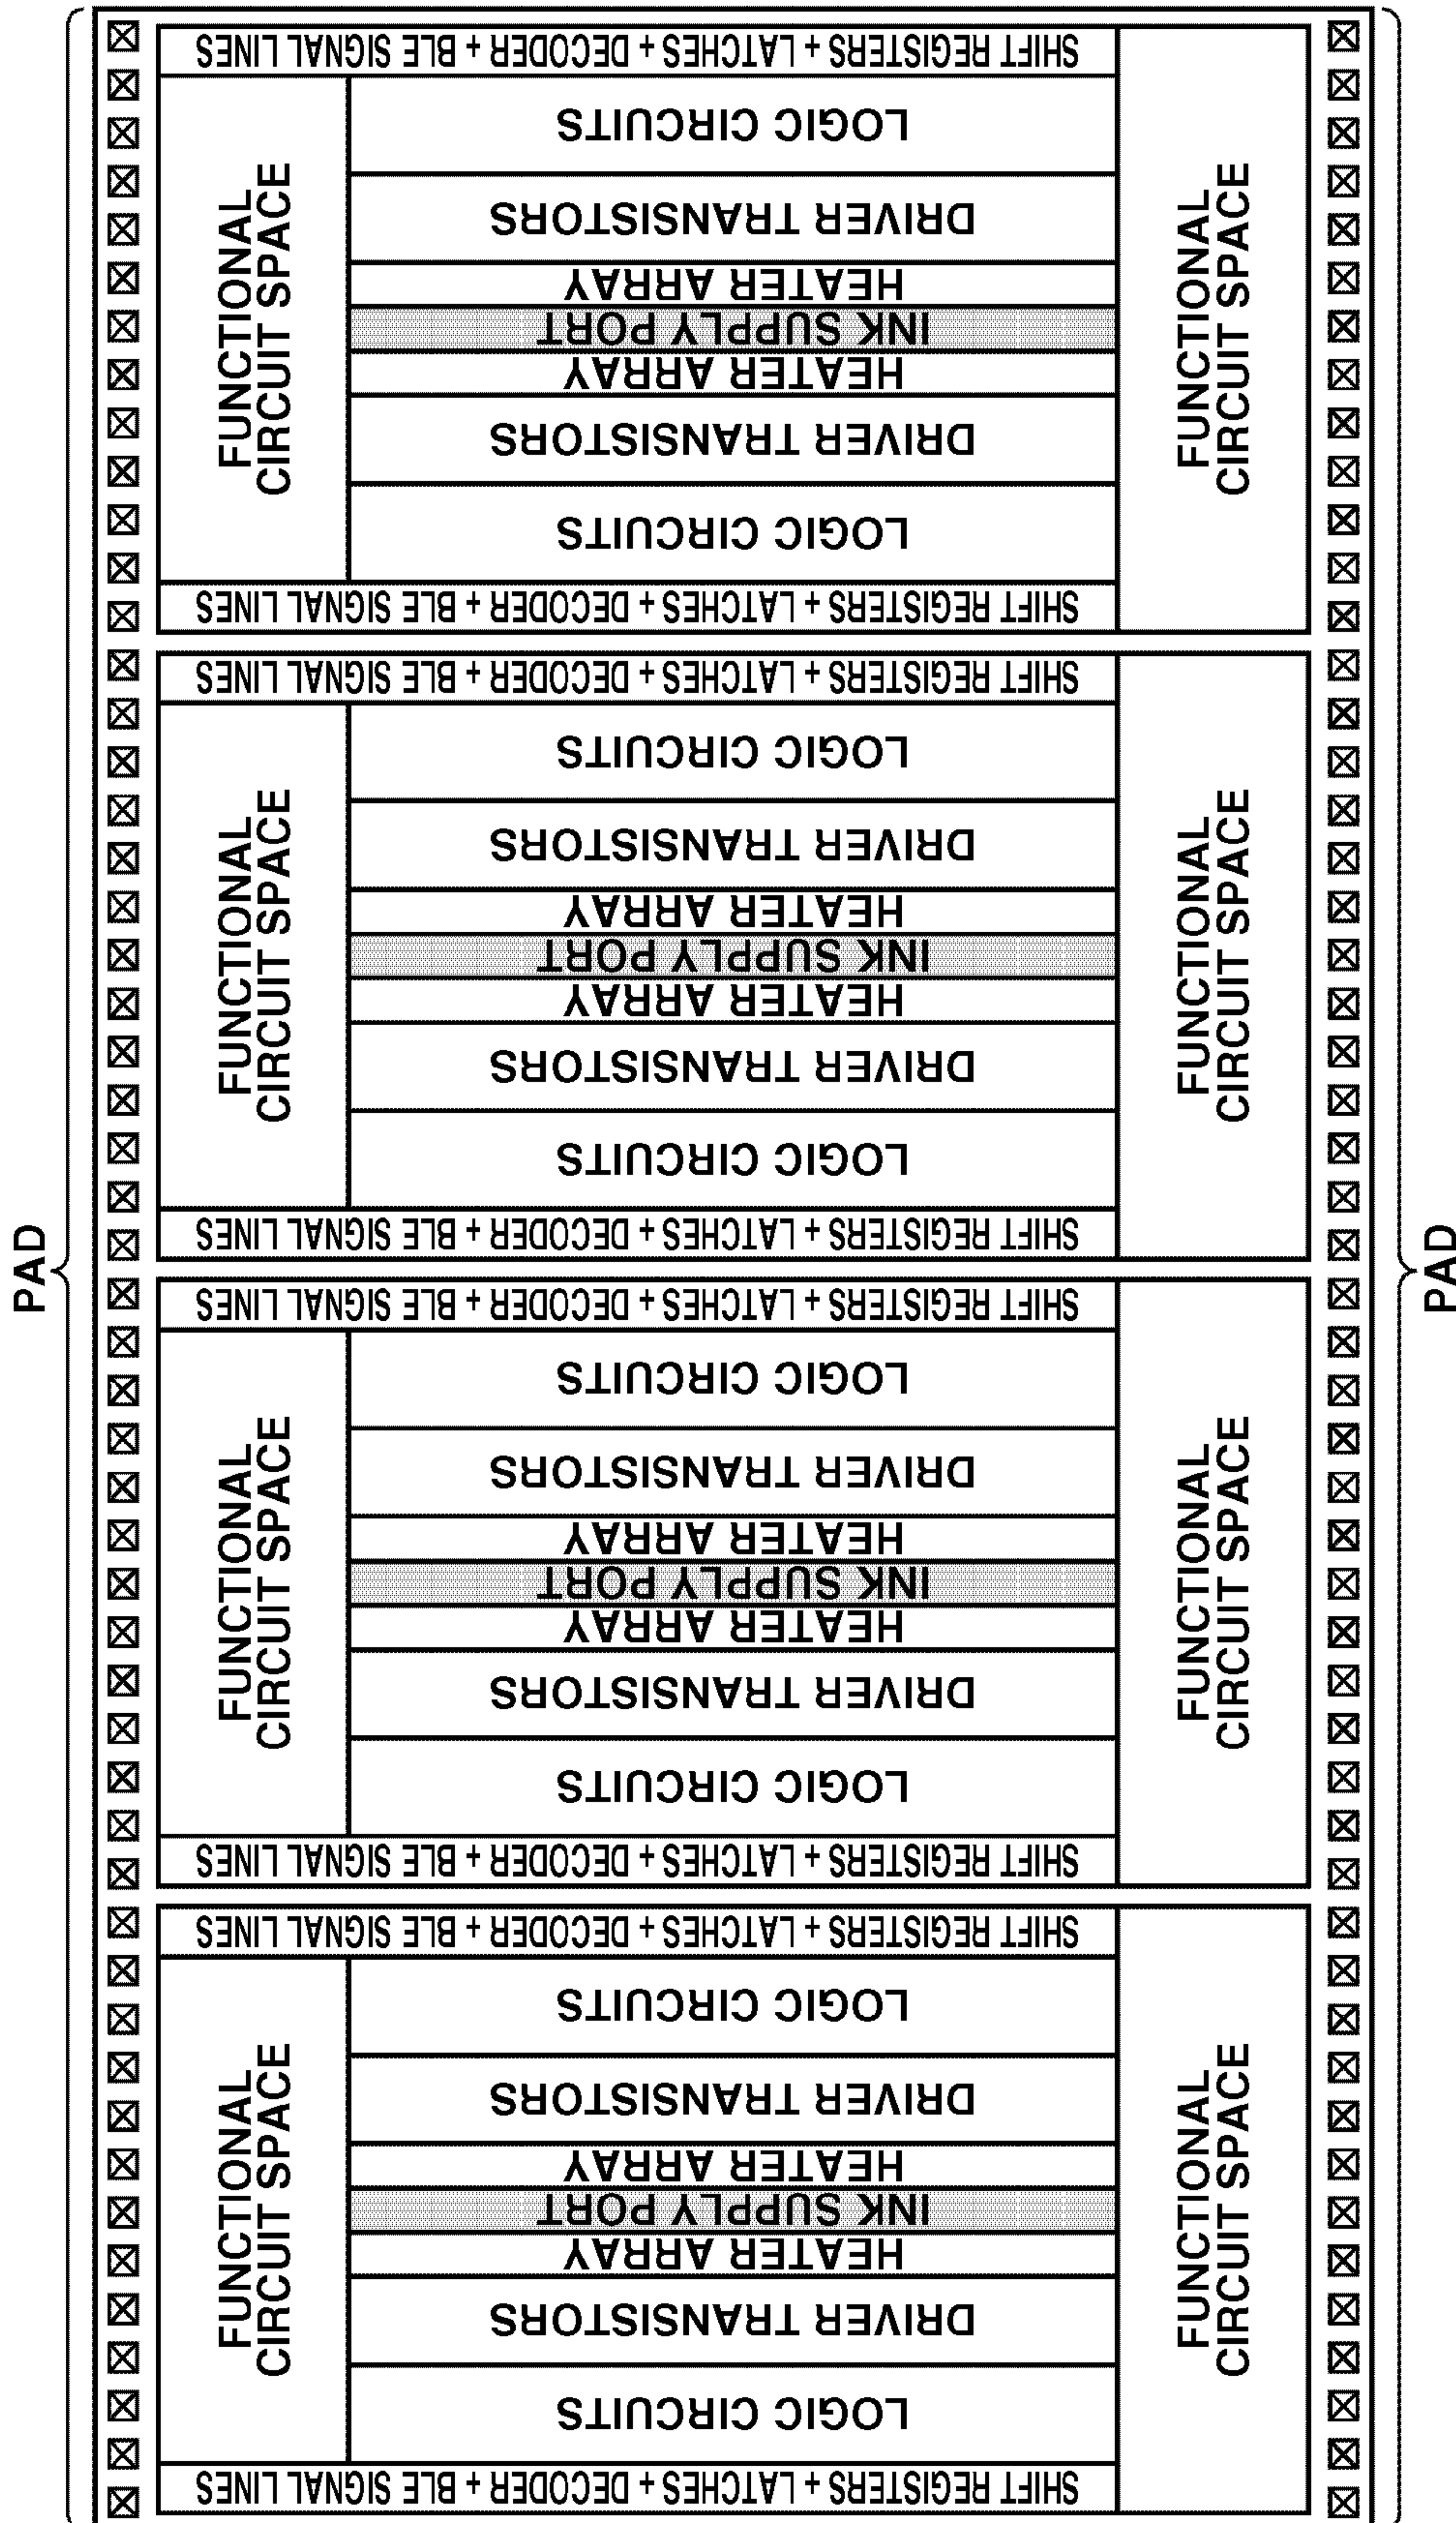 PAD
SHIFT REGISTERS + LATCHES + DECODER + BLE SIGNAL LINES
FUNCTIONAL
CIRCUIT SPACE
LOGIC CIRCUITS
DRIVER TRANSISTORS
HEATER ARRAY
INK SUPPLY PORT
HEATER ARRAY
DRIVER TRANSISTORS
LOGIC CIRCUITS
FUNCTIONAL
CIRCUIT SPACE
SHIFT REGISTERS + LATCHES + DECODER + BLE SIGNAL LINES
SHIFT REGISTERS + LATCHES + DECODER + BLE SIGNAL LINES
FUNCTIONAL
CIRCUIT SPACE
LOGIC CIRCUITS
DRIVER TRANSISTORS
HEATER ARRAY
INK SUPPLY PORT
HEATER ARRAY
DRIVER TRANSISTORS
LOGIC CIRCUITS
FUNCTIONAL
CIRCUIT SPACE
SHIFT REGISTERS + LATCHES + DECODER + BLE SIGNAL LINES
SHIFT REGISTERS + LATCHES + DECODER + BLE SIGNAL LINES
FUNCTIONAL
CIRCUIT SPACE
LOGIC CIRCUITS
DRIVER TRANSISTORS
HEATER ARRAY
INK SUPPLY PORT
HEATER ARRAY
DRIVER TRANSISTORS
LOGIC CIRCUITS
FUNCTIONAL
CIRCUIT SPACE
SHIFT REGISTERS + LATCHES + DECODER + BLE SIGNAL LINES
SHIFT REGISTERS + LATCHES + DECODER + BLE SIGNAL LINES
FUNCTIONAL
CIRCUIT SPACE
LOGIC CIRCUITS
DRIVER TRANSISTORS
HEATER ARRAY
INK SUPPLY PORT
HEATER ARRAY
DRIVER TRANSISTORS
LOGIC CIRCUITS
FUNCTIONAL
CIRCUIT SPACE
SHIFT REGISTERS + LATCHES + DECODER + BLE SIGNAL LINES
PAD